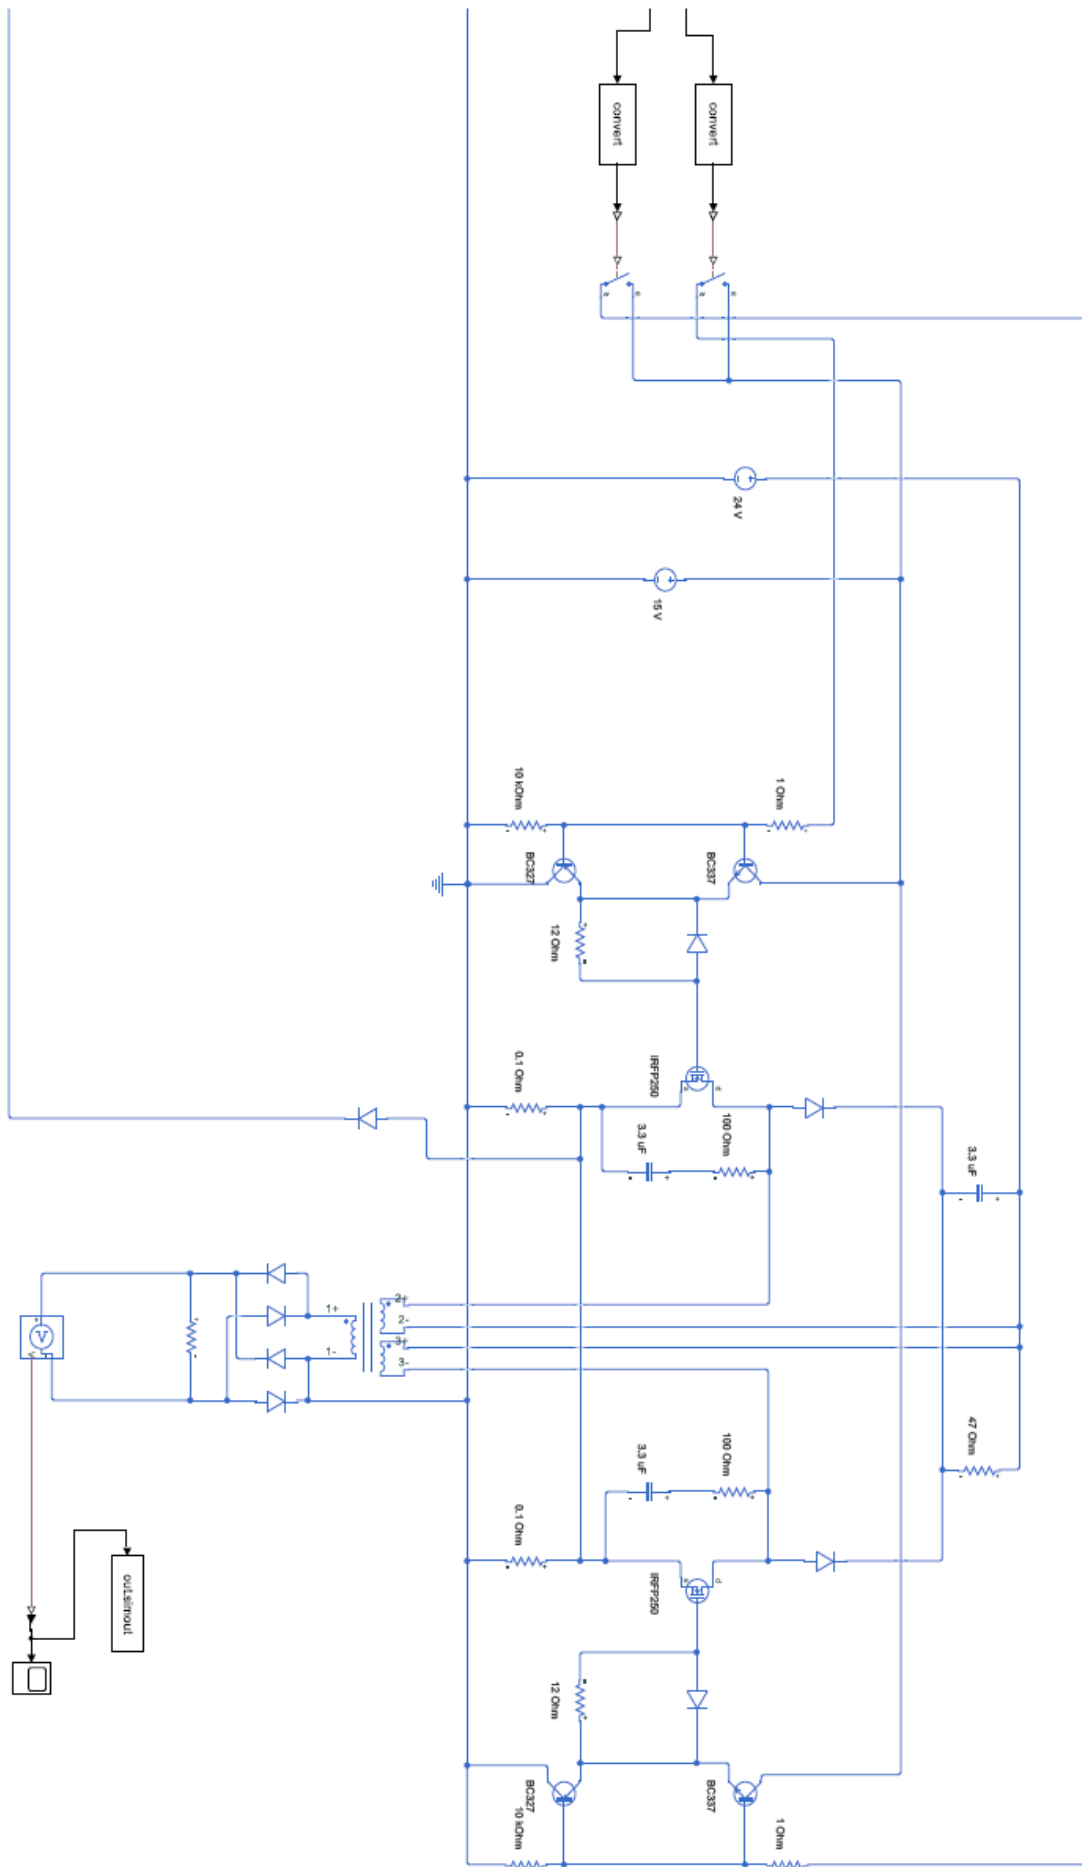 convert
convert
24 V
15 V
10 kOhm
1 Ohm
BC327
BC337
12 Ohm
0.1 Ohm
IRFP250
3.3 uF
100 Ohm
3.3 uF
1+
1-
2+
2-
3+
3-
V
47 Ohm
3.3 uF
100 Ohm
0.1 Ohm
IRFP250
out.simout
12 Ohm
BC327
BC337
10 kOhm
1 Ohm